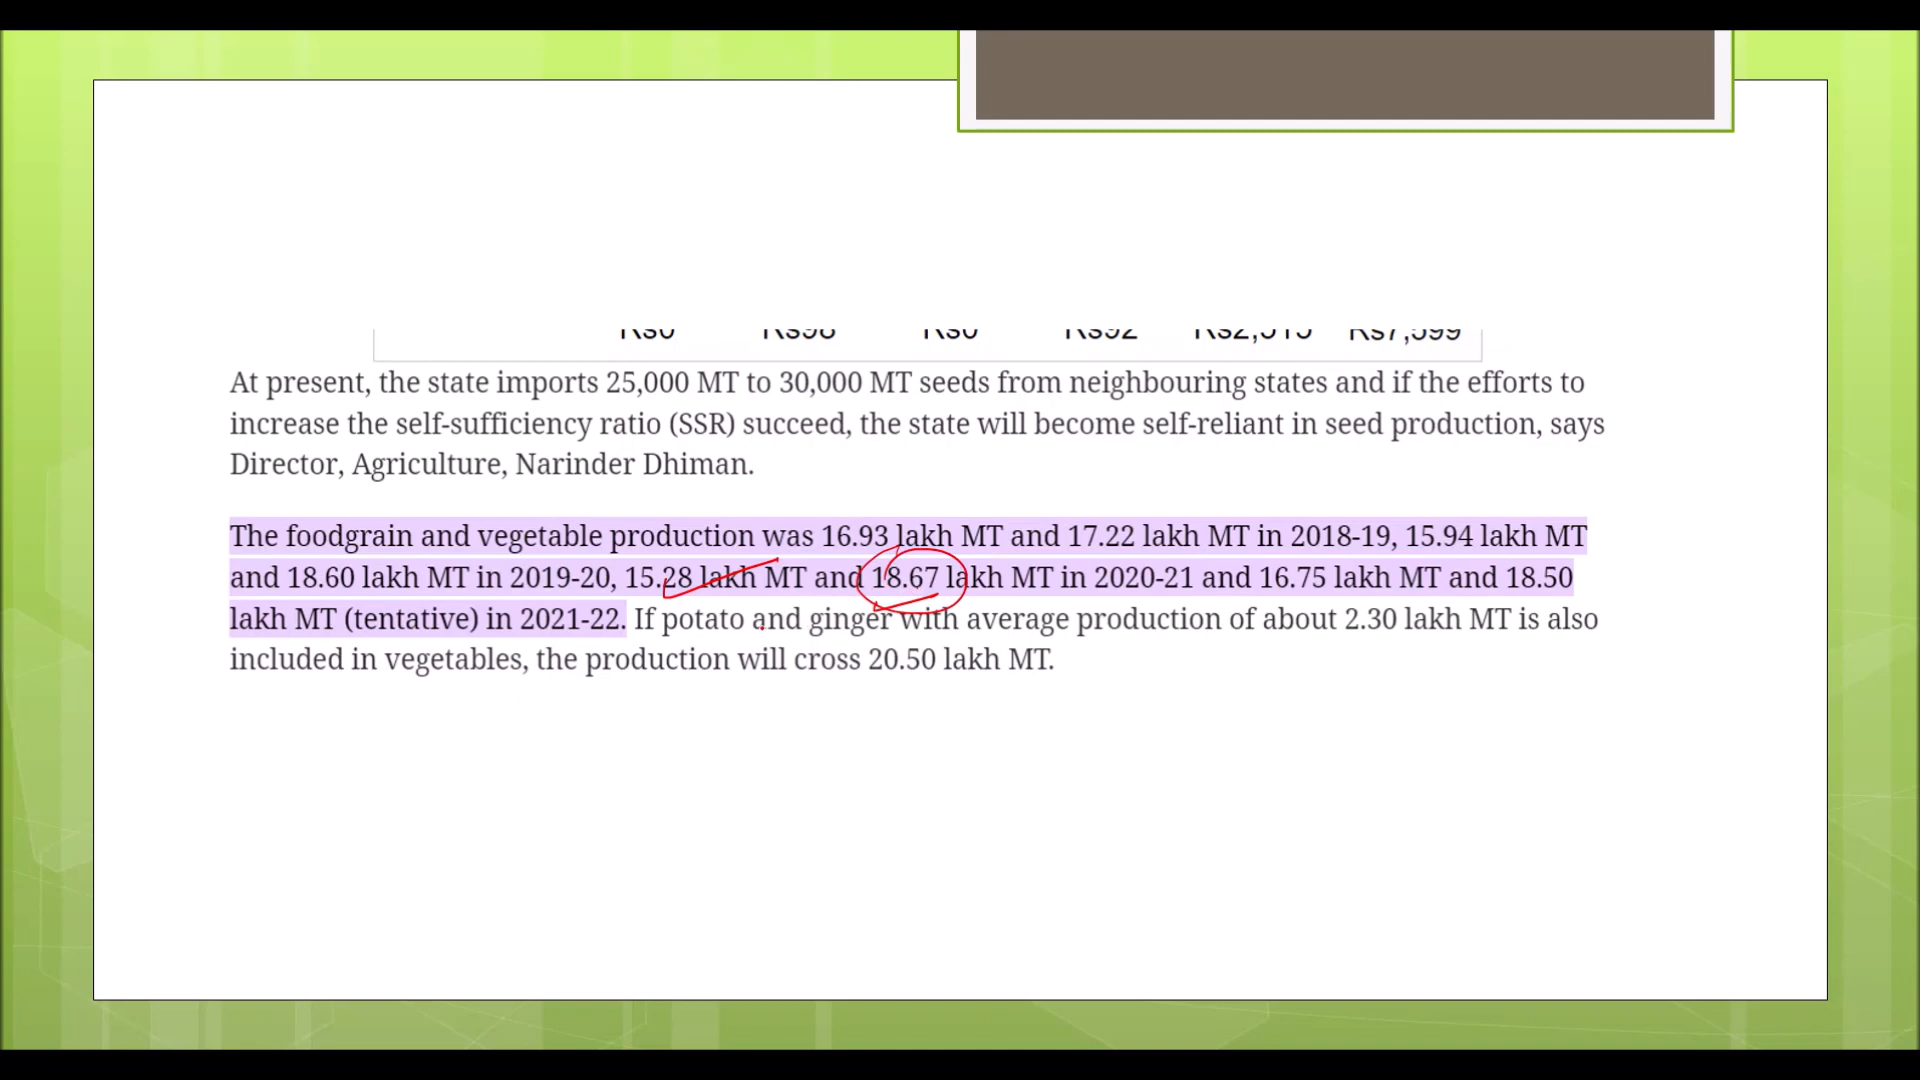 At present, the state imports 25,000 MT to 30,000 MT seeds from neighbouring states and if the efforts to
increase the self-sufficiency ratio (SSR) succeed, the state will become self-reliant in seed production, says
Director, Agriculture, Narinder Dhiman.
The foodgrain and vegetable production was 16.93 lakh MT and 17.22 lakh MT in 2018-19, 15.94 lakh MT
and 18.60 lakh MT in 2019-20, 15.28 lakh MT and 18.67 lakh MT in 2020-21 and 16.75 lakh MT and 18.50
lakh MT (tentative) in 2021-22. If potato and ginger with average production of about 2.30 lakh MT is also
included in vegetables, the production will cross 20.50 lakh MT.